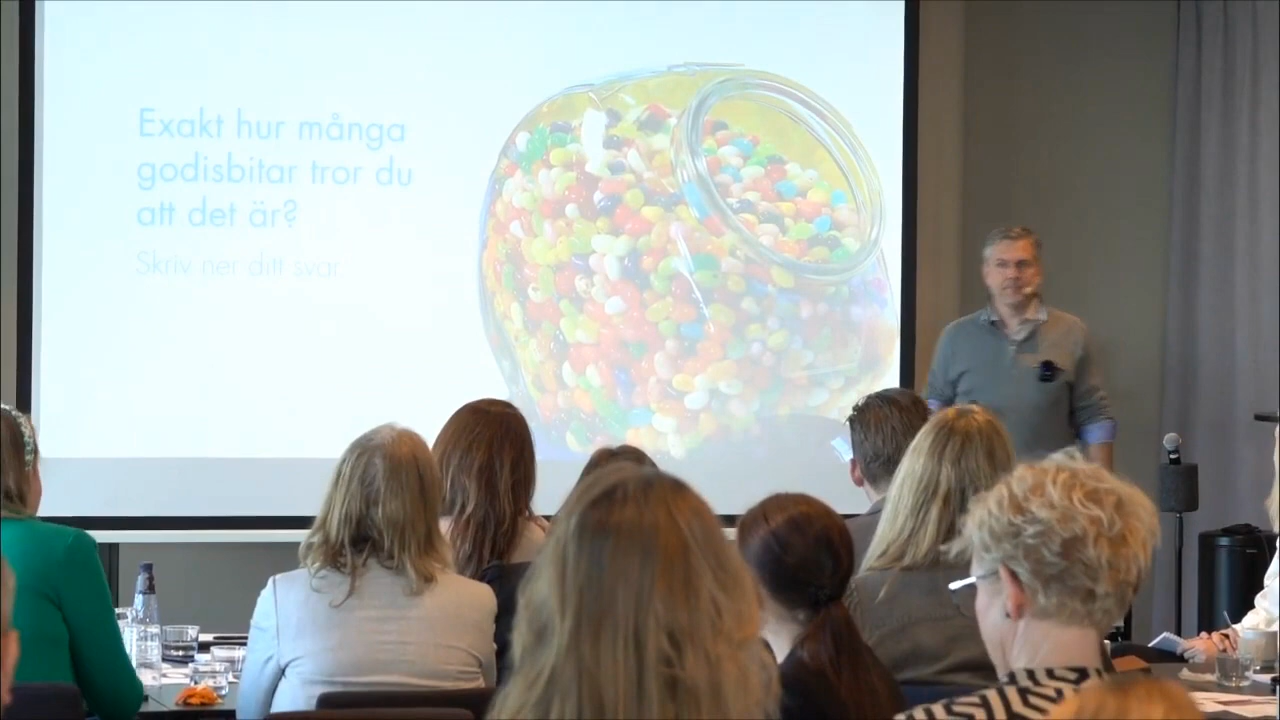 Exakt hur många
godisbitar tror du
att det är?
Skriv ner ditt svar